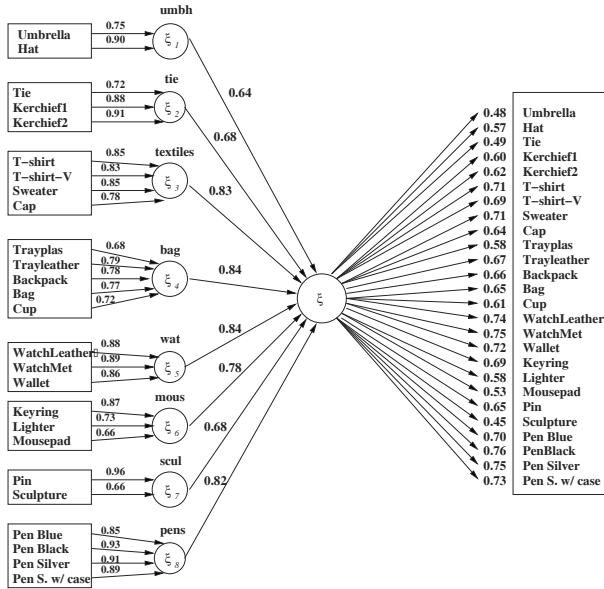 umbh
Umbrella
Hat
0.75
0.90
ξ 1
0.64
tie
Tie
Kerchief1
Kerchief2
0.72
0.88
0.91
ξ 2
0.68
textiles
T-shirt
T-shirt-V
Sweater
Cap
0.85
0.83
0.85
0.78
ξ 3
0.83
bag
Trayplas
Trayleather
Backpack
Bag
Cup
0.68
0.79
0.78
0.77
0.72
ξ 4
0.84
wat
WatchLeather
WatchMet
Wallet
0.88
0.89
0.86
ξ 5
0.84
mous
Keyring
Lighter
Mousepad
0.87
0.73
0.66
ξ 6
0.78
scul
Pin
Sculpture
0.96
0.66
ξ 7
0.68
pens
Pen Blue
Pen Black
Pen Silver
Pen S. w/ case
0.85
0.93
0.91
0.89
ξ 8
0.82
ξ
0.48 Umbrella
0.57 Hat
0.49 Tie
0.60 Kerchief1
0.62 Kerchief2
0.71 T-shirt
0.69 T-shirt-V
0.71 Sweater
0.64 Cap
0.58 Trayplas
0.67 Trayleather
0.66 Backpack
0.65 Bag
0.61 Cup
0.74 WatchLeather
0.75 WatchMet
0.72 Wallet
0.69 Keyring
0.58 Lighter
0.53 Mousepad
0.65 Pin
0.45 Sculpture
0.70 Pen Blue
0.76 PenBlack
0.75 Pen Silver
0.73 Pen S. w/ case